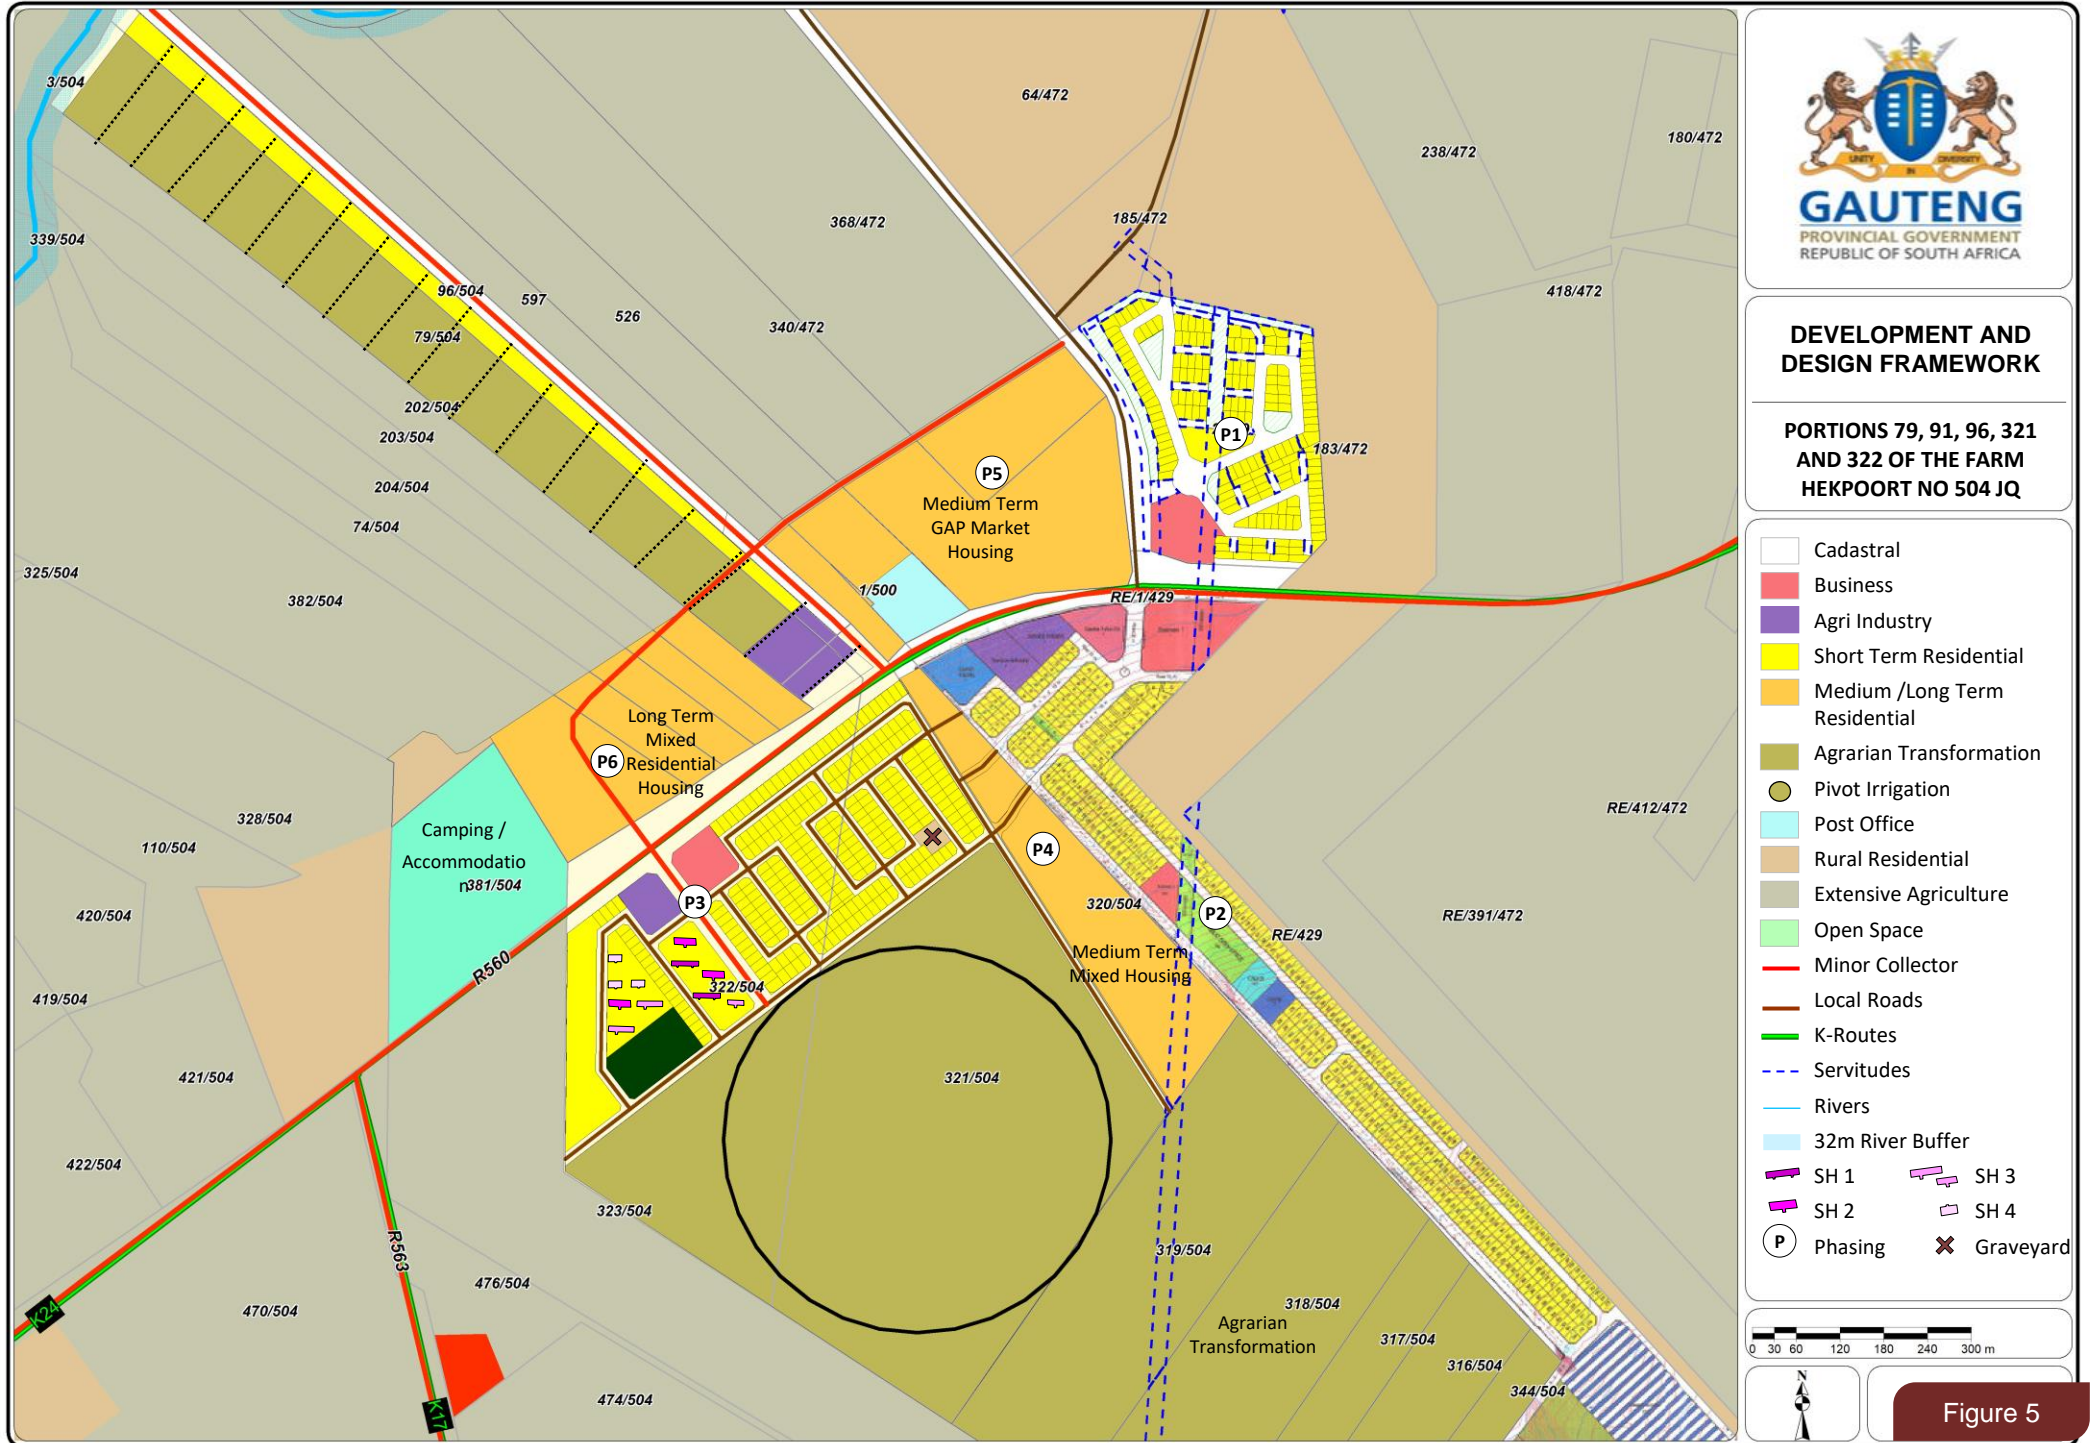 3/504
339/504
96/504
79/504
597
526
340/472
368/472
64/472
185/472
238/472
180/472
418/472
202/504
203/504
204/504
74/504
325/504
382/504
P1
183/472
P5
Medium Term
GAP Market
Housing
1/500
RE/1/429
Long Term
Mixed
Residential
Housing
P6
Camping /
Accommodatio
n
381/504
328/504
110/504
420/504
419/504
421/504
422/504
R560
R563
K24
K17
470/504
476/504
474/504
323/504
P3
322/504
321/504
P4
320/504
Medium Term
Mixed Housing
P2
RE/429
RE/412/472
RE/391/472
319/504
318/504
Agrarian
Transformation
317/504
316/504
344/504
UNITY
IN
DIVERSITY
GAUTENG
PROVINCIAL GOVERNMENT
REPUBLIC OF SOUTH AFRICA
DEVELOPMENT AND
DESIGN FRAMEWORK
PORTIONS 79, 91, 96, 321
AND 322 OF THE FARM
HEKPOORT NO 504 JQ
Cadastral
Business
Agri Industry
Short Term Residential
Medium /Long Term
Residential
Agrarian Transformation
Pivot Irrigation
Post Office
Rural Residential
Extensive Agriculture
Open Space
Minor Collector
Local Roads
K-Routes
Servitudes
Rivers
32m River Buffer
SH 1 SH 3
SH 2 SH 4
P Phasing Graveyard
0 30 60 120 180 240 300 m
N
Figure 5